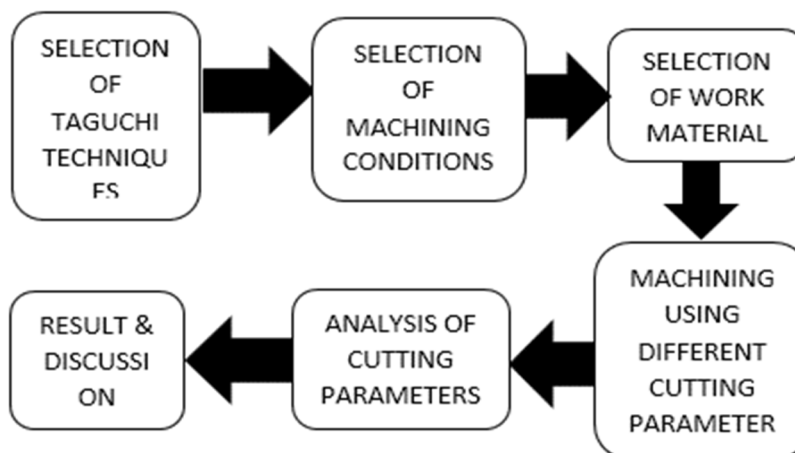 SELECTION
OF
TAGUCHI
TECHNIQU
ES
SELECTION
OF
MACHINING
CONDITIONS
SELECTION
OF WORK
MATERIAL
MACHINING
USING
DIFFERENT
CUTTING
PARAMETER
ANALYSIS OF
CUTTING
PARAMETERS
RESULT &
DISCUSSI
ON